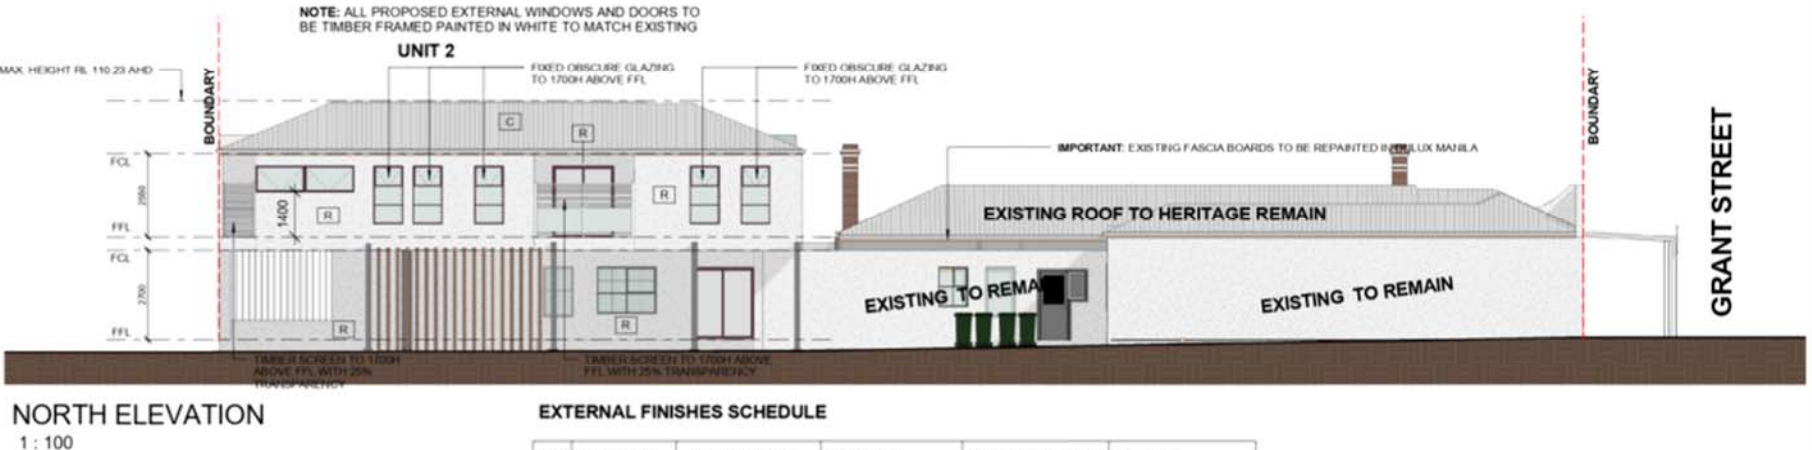 NOTE: ALL PROPOSED EXTERNAL WINDOWS AND DOORS TO
BE TIMBER FRAMED PAINTED IN WHITE TO MATCH EXISTING
UNIT 2
MAX. HEIGHT RL 110.23 AHD
BOUNDARY
FIXED OBSCURE GLAZING
TO 1700H ABOVE FFL
FIXED OBSCURE GLAZING
TO 1700H ABOVE FFL
BOUNDARY
GRANT STREET
C
R
IMPORTANT: EXISTING FASCIA BOARDS TO BE REPAINTED IN DULUX MANILA
FCL
R
R
1400
EXISTING ROOF TO HERITAGE REMAIN
FFL
FCL
2700
EXISTING TO REMA
EXISTING TO REMAIN
FFL
R
R
TIMBER SCREEN TO 1700H
ABOVE FFL WITH 25%
TRANSPARENCY
TIMBER SCREEN TO 1700H ABOVE
FFL WITH 25% TRANSPARENCY
NORTH ELEVATION
1 : 100
EXTERNAL FINISHES SCHEDULE